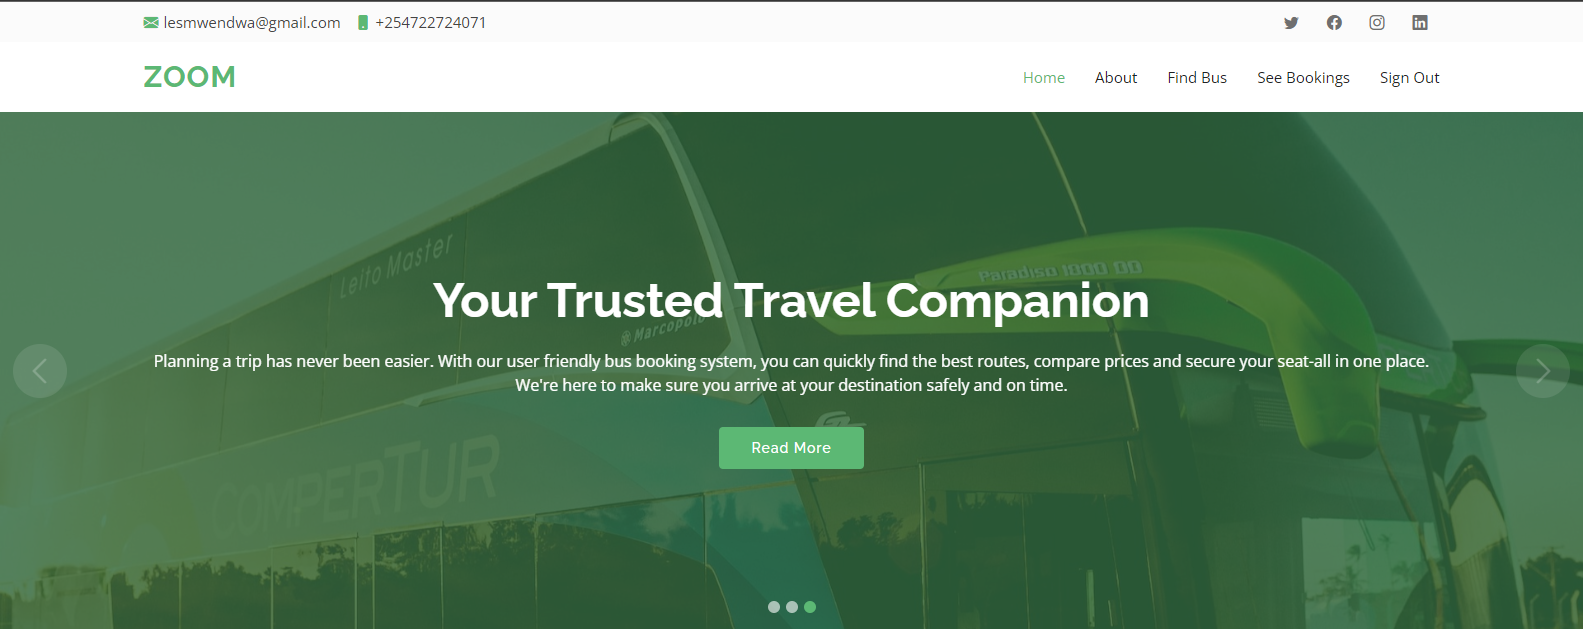 lesmwendwa@gmail.com +254722724071
ZOOM
Home About Find Bus See Bookings Sign Out
Leito Master
Paradiso 1800 DD
Marcopolo
Your Trusted Travel Companion
Planning a trip has never been easier. With our user friendly bus booking system, you can quickly find the best routes, compare prices and secure your seat-all in one place.
We're here to make sure you arrive at your destination safely and on time.
Read More
COMPERTUR